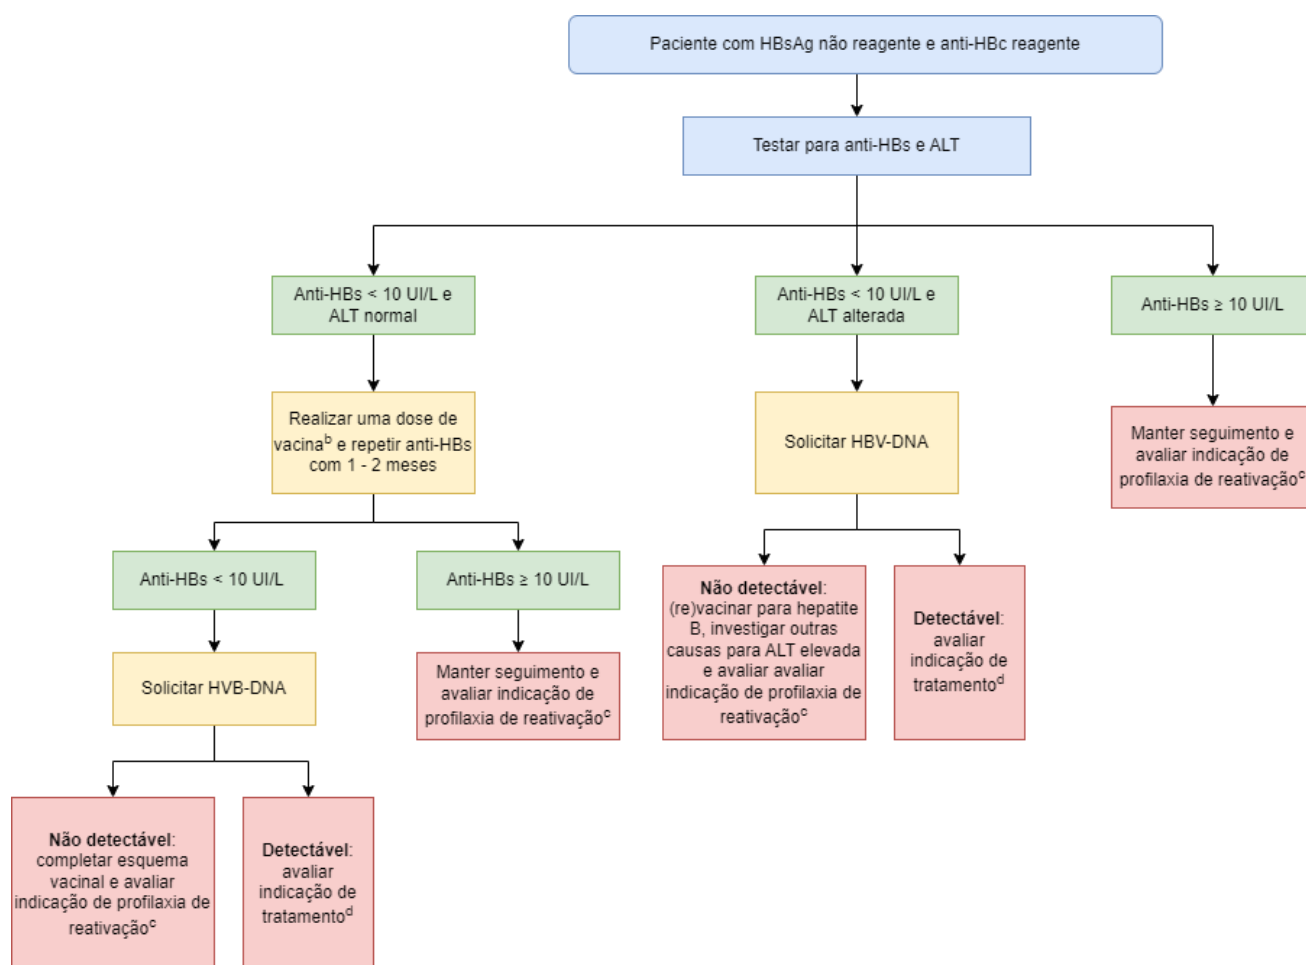 Paciente com HBsAg não reagente e anti-HBc reagente
Testar para anti-HBs e ALT
Anti-HBs < 10 UI/L e
ALT normal
Anti-HBs < 10 UI/L e
ALT alterada
Anti-HBs ≥ 10 UI/L
Realizar uma dose de
vacinaᵇ e repetir anti-HBs
com 1 - 2 meses
Solicitar HBV-DNA
Manter seguimento e
avaliar indicação de
profilaxia de reativaçãoᶜ
Anti-HBs < 10 UI/L
Anti-HBs ≥ 10 UI/L
Não detectável:
(re)vacinar para hepatite
B, investigar outras
causas para ALT elevada
e avaliar avaliar
indicação de profilaxia de
reativaçãoᶜ
Detectável:
avaliar
indicação de
tratamentoᵈ
Solicitar HVB-DNA
Manter seguimento e
avaliar indicação de
profilaxia de reativaçãoᶜ
Não detectável:
completar esquema
vacinal e avaliar
indicação de profilaxia de
reativaçãoᶜ
Detectável:
avaliar
indicação de
tratamentoᵈ